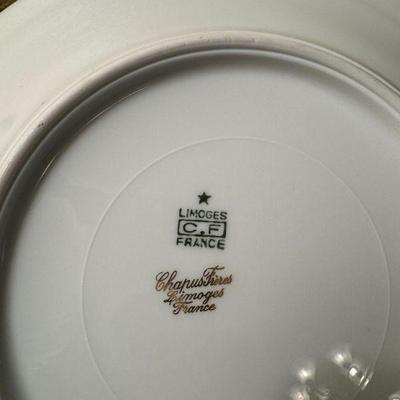 LIMOGES
C.F
FRANCE
Chapus Frères
Limoges
France